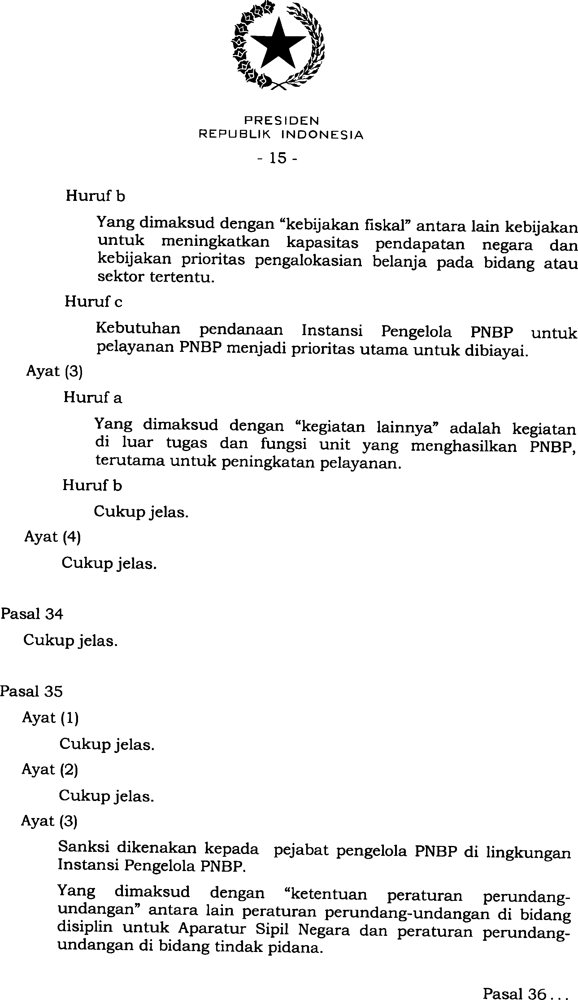 PRESIDEN
REPUBLIK INDONESIA
- 15 -
Huruf b
Yang dimaksud dengan “kebijakan fiskal” antara lain kebijakan
untuk meningkatkan kapasitas pendapatan negara dan
kebijakan prioritas pengalokasian belanja pada bidang atau
sektor tertentu.
Huruf c
Kebutuhan pendanaan Instansi Pengelola PNBP untuk
pelayanan PNBP menjadi prioritas utama untuk dibiayai.
Ayat (3)
Huruf a
Yang dimaksud dengan “kegiatan lainnya” adalah kegiatan
di luar tugas dan fungsi unit yang menghasilkan PNBP,
terutama untuk peningkatan pelayanan.
Huruf b
Cukup jelas.
Ayat (4)
Cukup jelas.
Pasal 34
Cukup jelas.
Pasal 35
Ayat (1)
Cukup jelas.
Ayat (2)
Cukup jelas.
Ayat (3)
Sanksi dikenakan kepada pejabat pengelola PNBP di lingkungan
Instansi Pengelola PNBP.
Yang dimaksud dengan “ketentuan peraturan perundang-
undangan” antara lain peraturan perundang-undangan di bidang
disiplin untuk Aparatur Sipil Negara dan peraturan perundang-
undangan di bidang tindak pidana.
Pasal 36 . . .